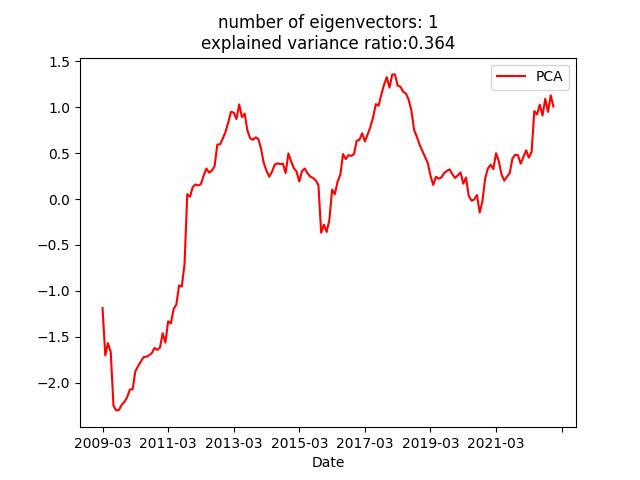 number of eigenvectors: 1
explained variance ratio:0.364
PCA
1.5
1.0
0.5
0.0
−0.5
−1.0
−1.5
−2.0
2009-03 2011-03 2013-03 2015-03 2017-03 2019-03 2021-03
Date